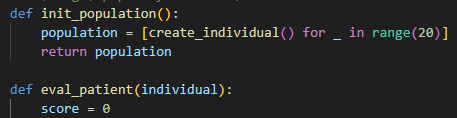 def init_population():
    population = [create_individual() for _ in range(20)]
    return population
def eval_patient(individual):
    score = 0